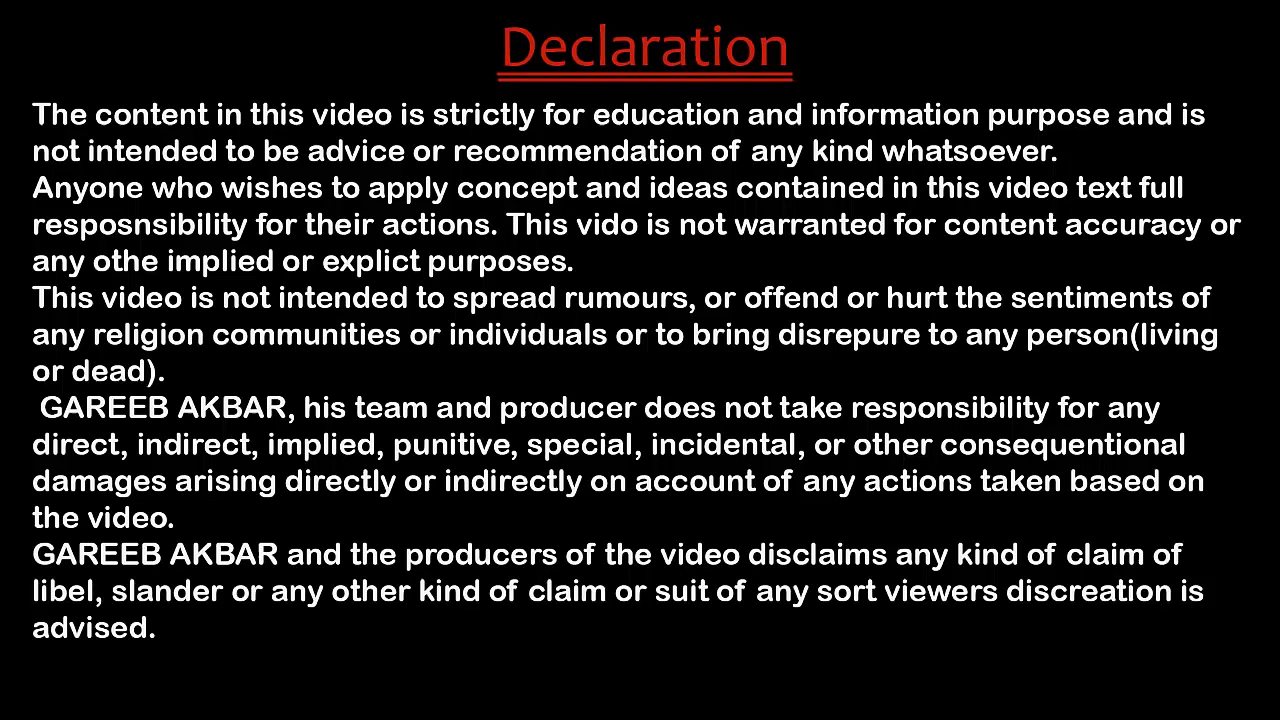 Declaration
The content in this video is strictly for education and information purpose and is
not intended to be advice or recommendation of any kind whatsoever.
Anyone who wishes to apply concept and ideas contained in this video text full
resposnsibility for their actions. This vido is not warranted for content accuracy or
any othe implied or explict purposes.
This video is not intended to spread rumours, or offend or hurt the sentiments of
any religion communities or individuals or to bring disrepure to any person(living
or dead).
GAREEB AKBAR, his team and producer does not take responsibility for any
direct, indirect, implied, punitive, special, incidental, or other consequentional
damages arising directly or indirectly on account of any actions taken based on
the video.
GAREEB AKBAR and the producers of the video disclaims any kind of claim of
libel, slander or any other kind of claim or suit of any sort viewers discreation is
advised.